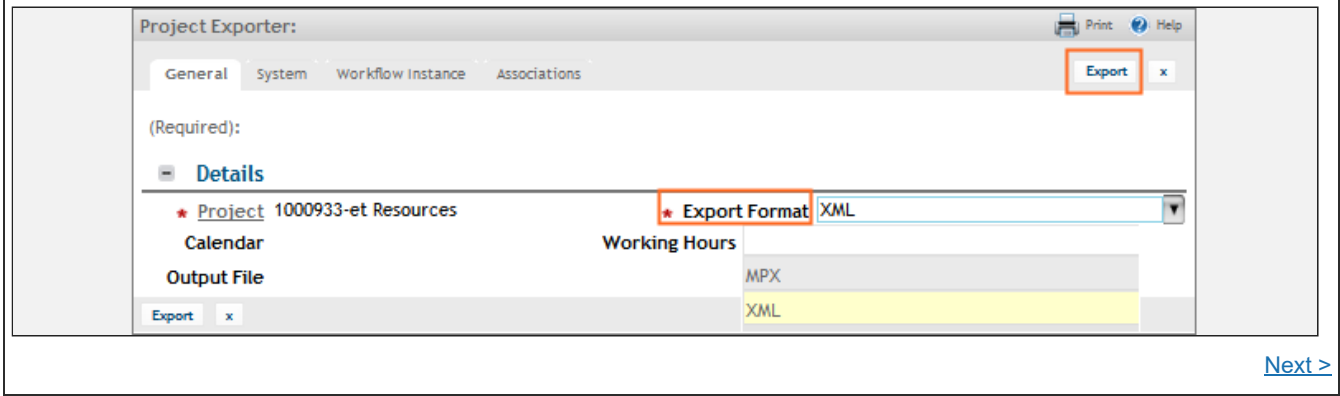 Project Exporter:
Print Help
General System Workflow Instance Associations
Export x
(Required):
Details
* Project 1000933-et Resources * Export Format XML
Calendar Working Hours
Output File MPX
Export x XML
Next >